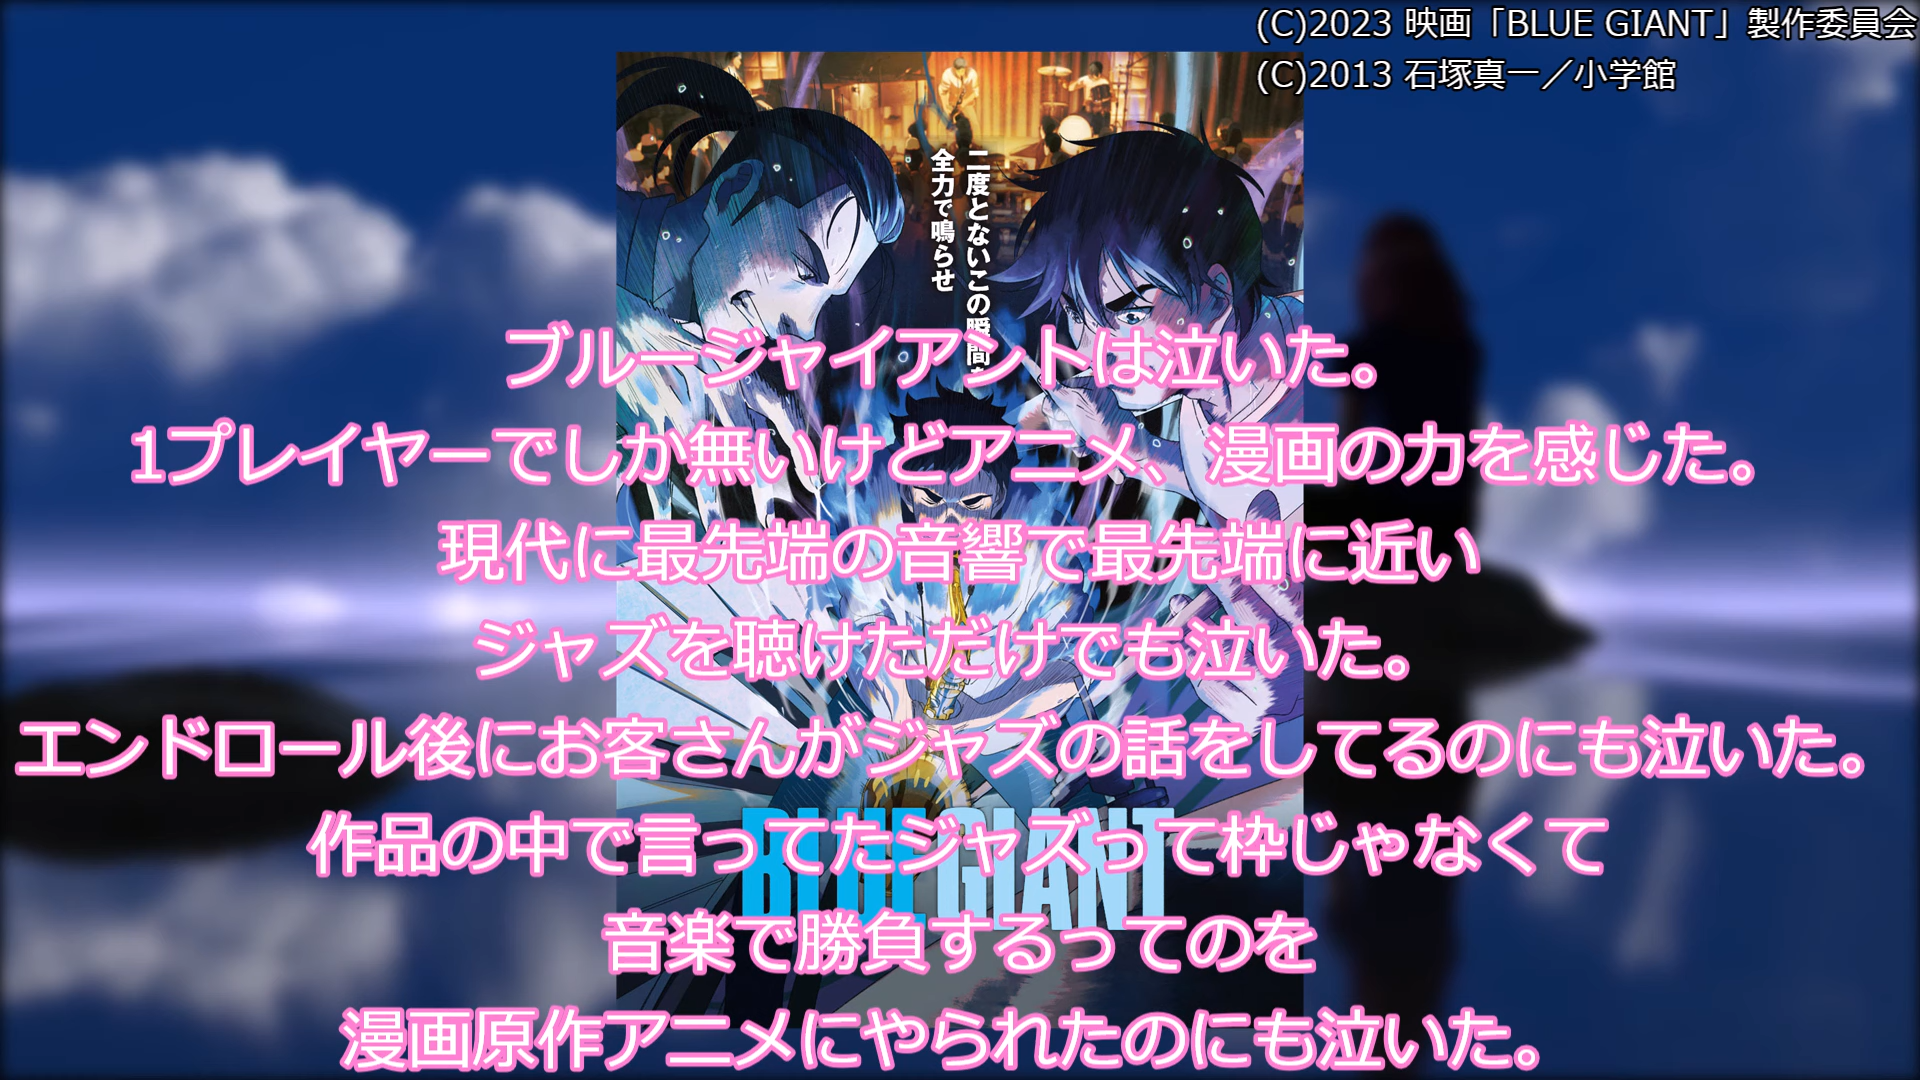 (C)2023 映画「BLUE GIANT」製作委員会
(C)2013 石塚真一／小学館
二度とないこの瞬間を
全力で鳴らせ
ブルージャイアントは泣いた。
1プレイヤーでしか無いけどアニメ、漫画の力を感じた。
現代に最先端の音響で最先端に近い
ジャズを聴けただけでも泣いた。
エンドロール後にお客さんがジャズの話をしてるのにも泣いた。
作品の中で言ってたジャズって枠じゃなくて
BLUE GIANT
音楽で勝負するってのを
漫画原作アニメにやられたのにも泣いた。